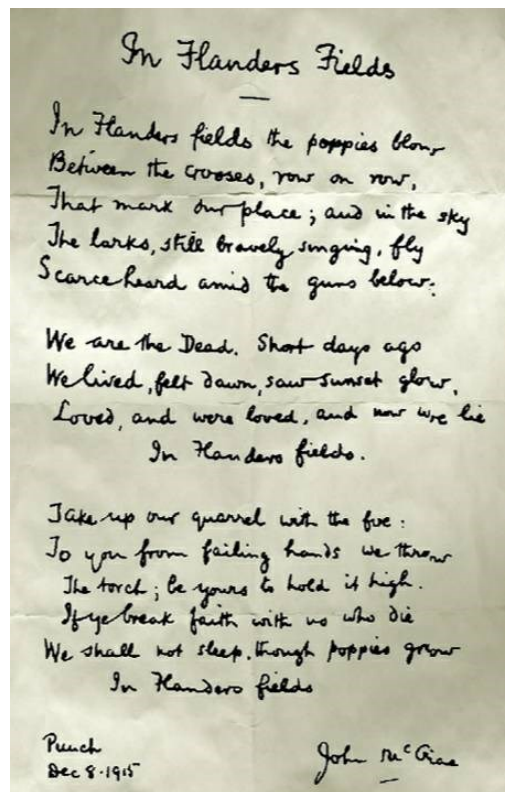 In Flanders Fields
In Flanders fields the poppies blow
Between the crosses, row on row,
That mark our place; and in the sky
The larks, still bravely singing, fly
Scarce heard amid the guns below.
We are the Dead. Short days ago
We lived, felt dawn, saw sunset glow,
Loved, and were loved, and now we lie
In Flanders fields.
Take up our quarrel with the foe:
To you from failing hands we throw
The torch; be yours to hold it high.
If ye break faith with us who die
We shall not sleep, though poppies grow
In Flanders fields
Punch
Dec 8·1915
John McCrae